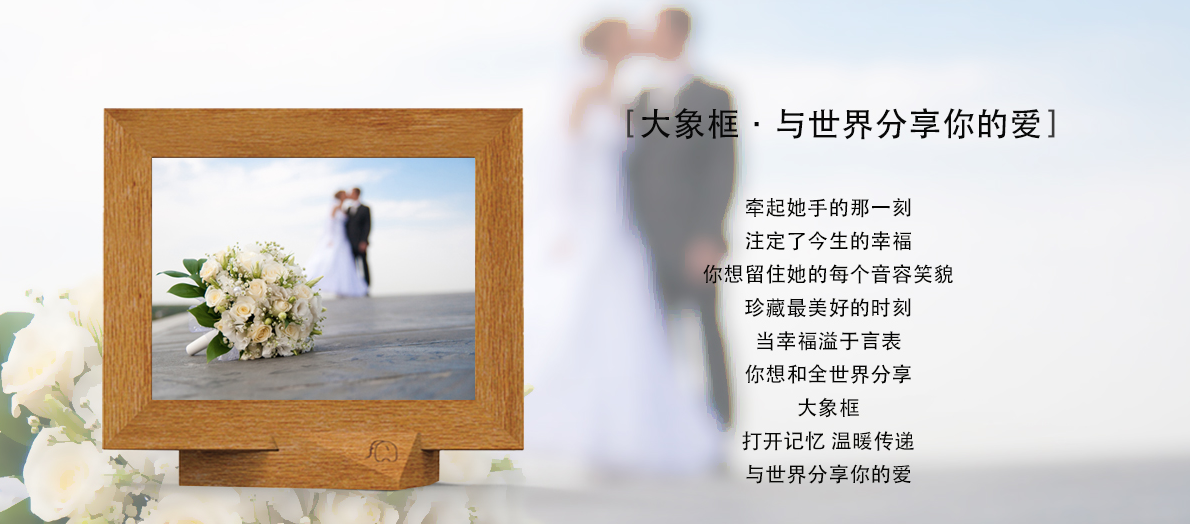 [大象框·与世界分享你的爱]
牵起她手的那一刻
注定了今生的幸福
你想留住她的每个音容笑貌
珍藏最美好的时刻
当幸福溢于言表
你想和全世界分享
大象框
打开记忆 温暖传递
与世界分享你的爱